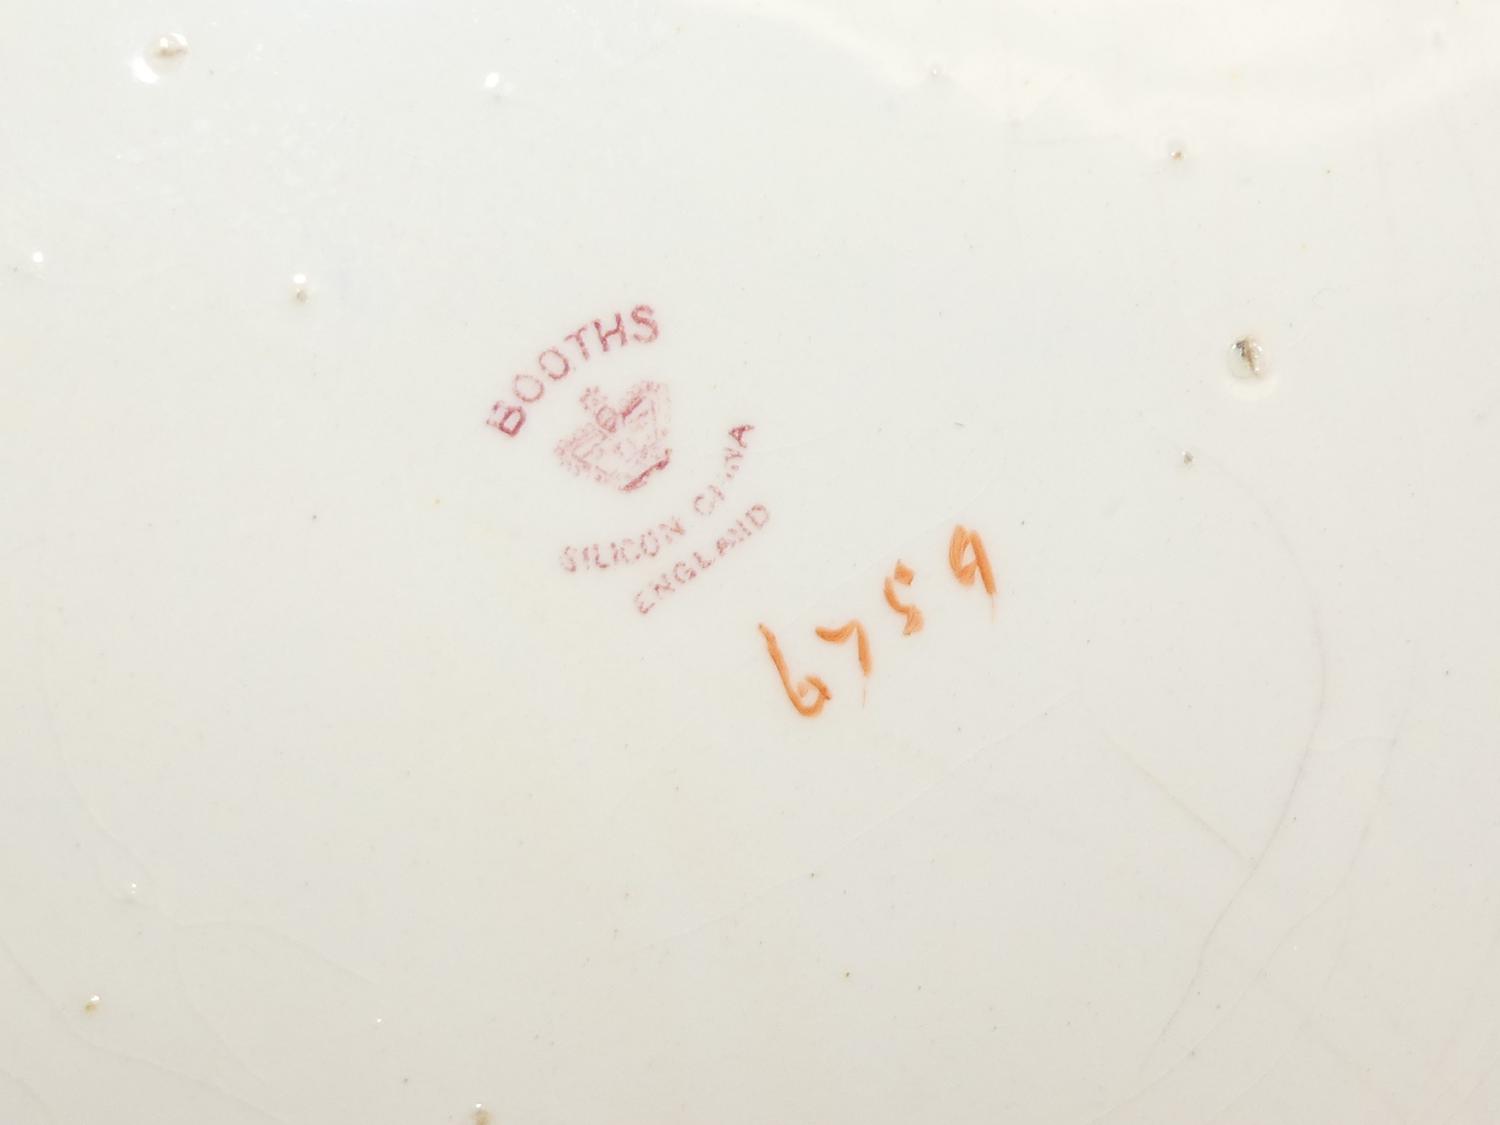 BOOTHS
SILICON CHINA
ENGLAND
6759